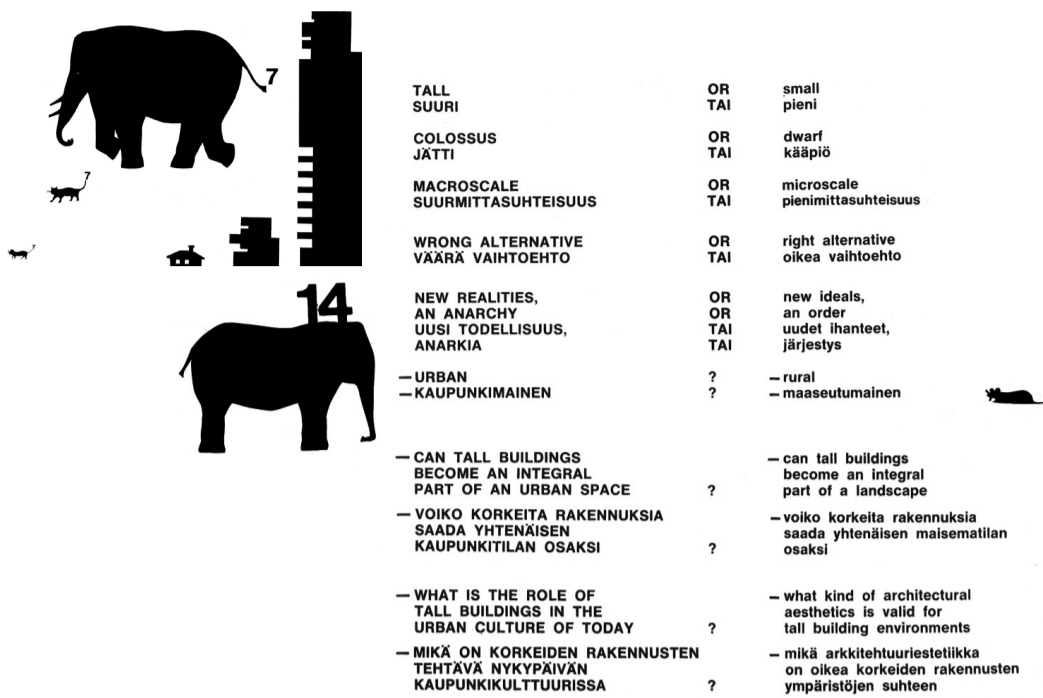 7
7
7
14
TALL OR small
SUURI TAI pieni
COLOSSUS OR dwarf
JÄTTI TAI kääpiö
MACROSCALE OR microscale
SUURMITTASUHTEISUUS TAI pienimittasuhteisuus
WRONG ALTERNATIVE OR right alternative
VÄÄRÄ VAIHTOEHTO TAI oikea vaihtoehto
NEW REALITIES, OR new ideals,
AN ANARCHY OR an order
UUSI TODELLISUUS, TAI uudet ihanteet,
ANARKIA TAI järjestys
— URBAN ? — rural
— KAUPUNKIMAINEN ? — maaseutumainen
— CAN TALL BUILDINGS — can tall buildings
BECOME AN INTEGRAL become an integral
PART OF AN URBAN SPACE ? part of a landscape
— VOIKO KORKEITA RAKENNUKSIA — voiko korkeita rakennuksia
SAADA YHTENÄISEN saada yhtenäisen maisematilan
KAUPUNKITILAN OSAKSI ? osaksi
— WHAT IS THE ROLE OF — what kind of architectural
TALL BUILDINGS IN THE aesthetics is valid for
URBAN CULTURE OF TODAY ? tall building environments
— MIKÄ ON KORKEIDEN RAKENNUSTEN — mikä arkkitehtuuriestetiikka
TEHTÄVÄ NYKYPÄIVÄN on oikea korkeiden rakennusten
KAUPUNKIKULTTUURISSA ? ympäristöjen suhteen